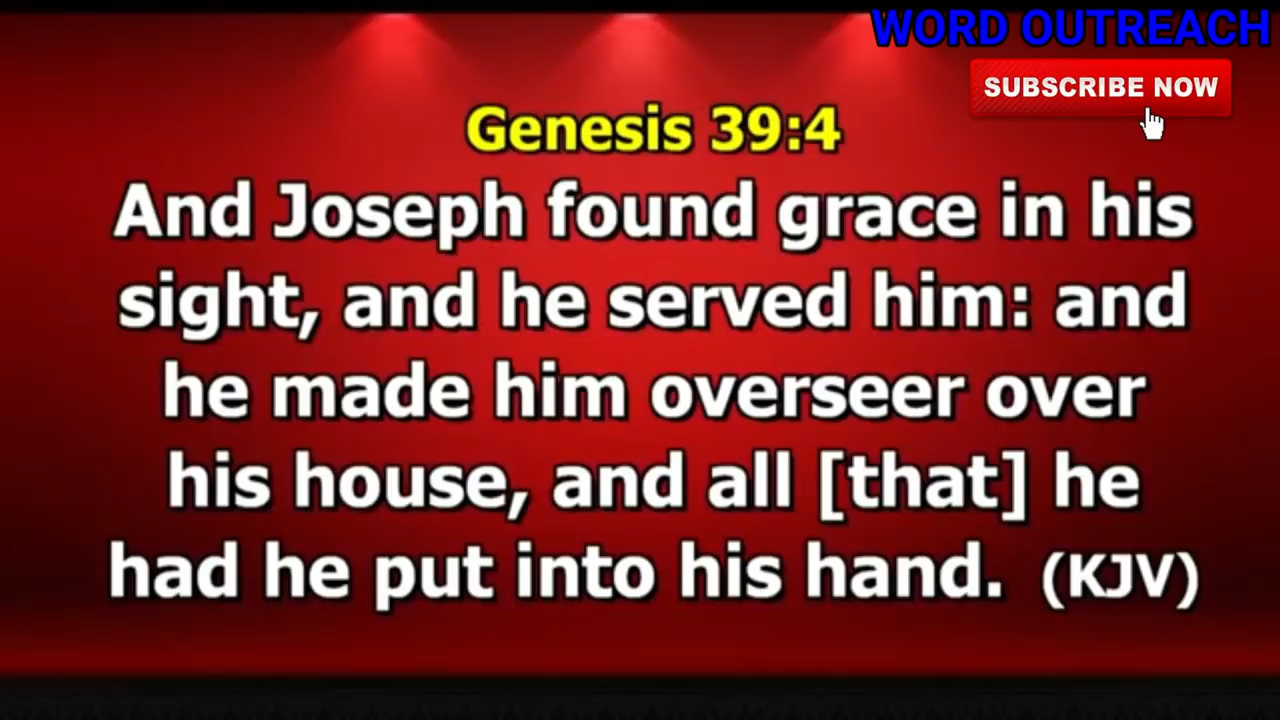 WORD OUTREACH
SUBSCRIBE NOW
Genesis 39:4
And Joseph found grace in his
sight, and he served him: and
he made him overseer over
his house, and all [that] he
had he put into his hand. (KJV)